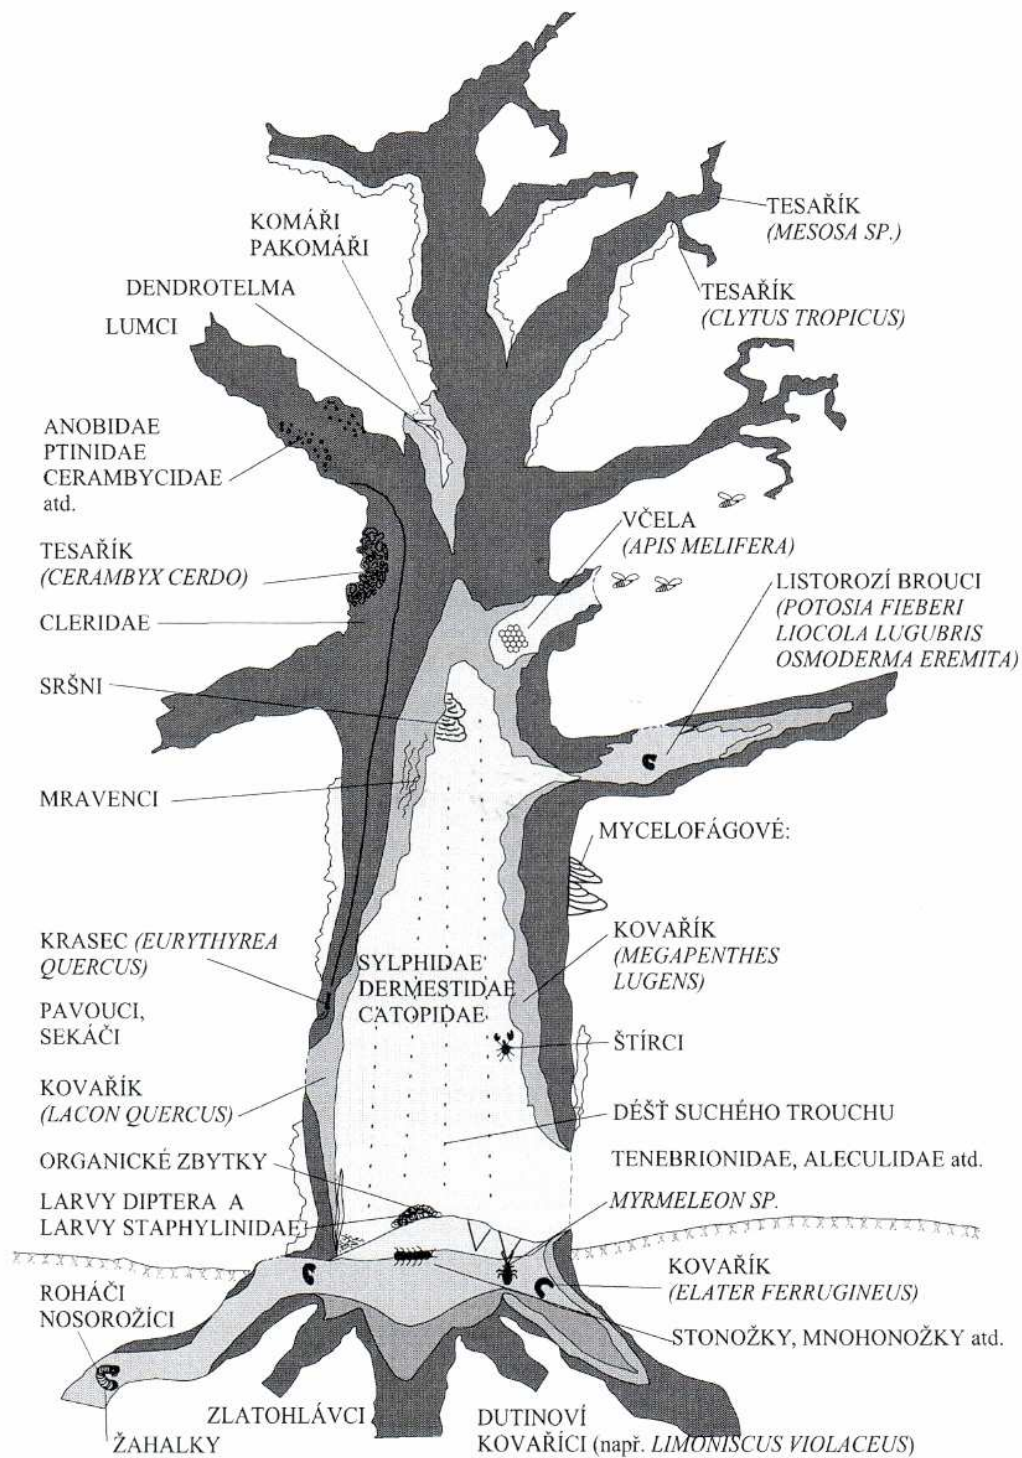 TESAŘÍK
(MESOSA SP.)
KOMÁŘI
PAKOMÁŘI
DENDROTELMA
LUMCI
TESAŘÍK
(CLYTUS TROPICUS)
ANOBIDAE
PTINIDAE
CERAMBYCIDAE
atd.
VČELA
(APIS MELIFERA)
TESAŘÍK
(CERAMBYX CERDO)
LISTOROZÍ BROUCI
(POTOSIA FIEBERI
LIOCOLA LUGUBRIS
OSMODERMA EREMITA)
CLERIDAE
SRŠNI
MRAVENCI
MYCELOFÁGOVÉ:
KRASEC (EURYTHYREA
QUERCUS)
KOVAŘÍK
(MEGAPENTHES
LUGENS)
SYLPHIDAE
DERMESTIDAE
CATOPIDAE
PAVOUCI,
SEKÁČI
ŠTÍRCI
KOVAŘÍK
(LACON QUERCUS)
DÉŠŤ SUCHÉHO TROUCHU
ORGANICKÉ ZBYTKY
TENEBRIONIDAE, ALECULIDAE atd.
LARVY DIPTERA A
LARVY STAPHYLINIDAE
MYRMELEON SP.
KOVAŘÍK
(ELATER FERRUGINEUS)
ROHÁČI
NOSOROŽÍCI
STONOŽKY, MNOHONOŽKY atd.
ZLATOHLÁVCI
DUTINOVÍ
KOVAŘÍCI (např. LIMONISCUS VIOLACEUS)
ŽAHALKY